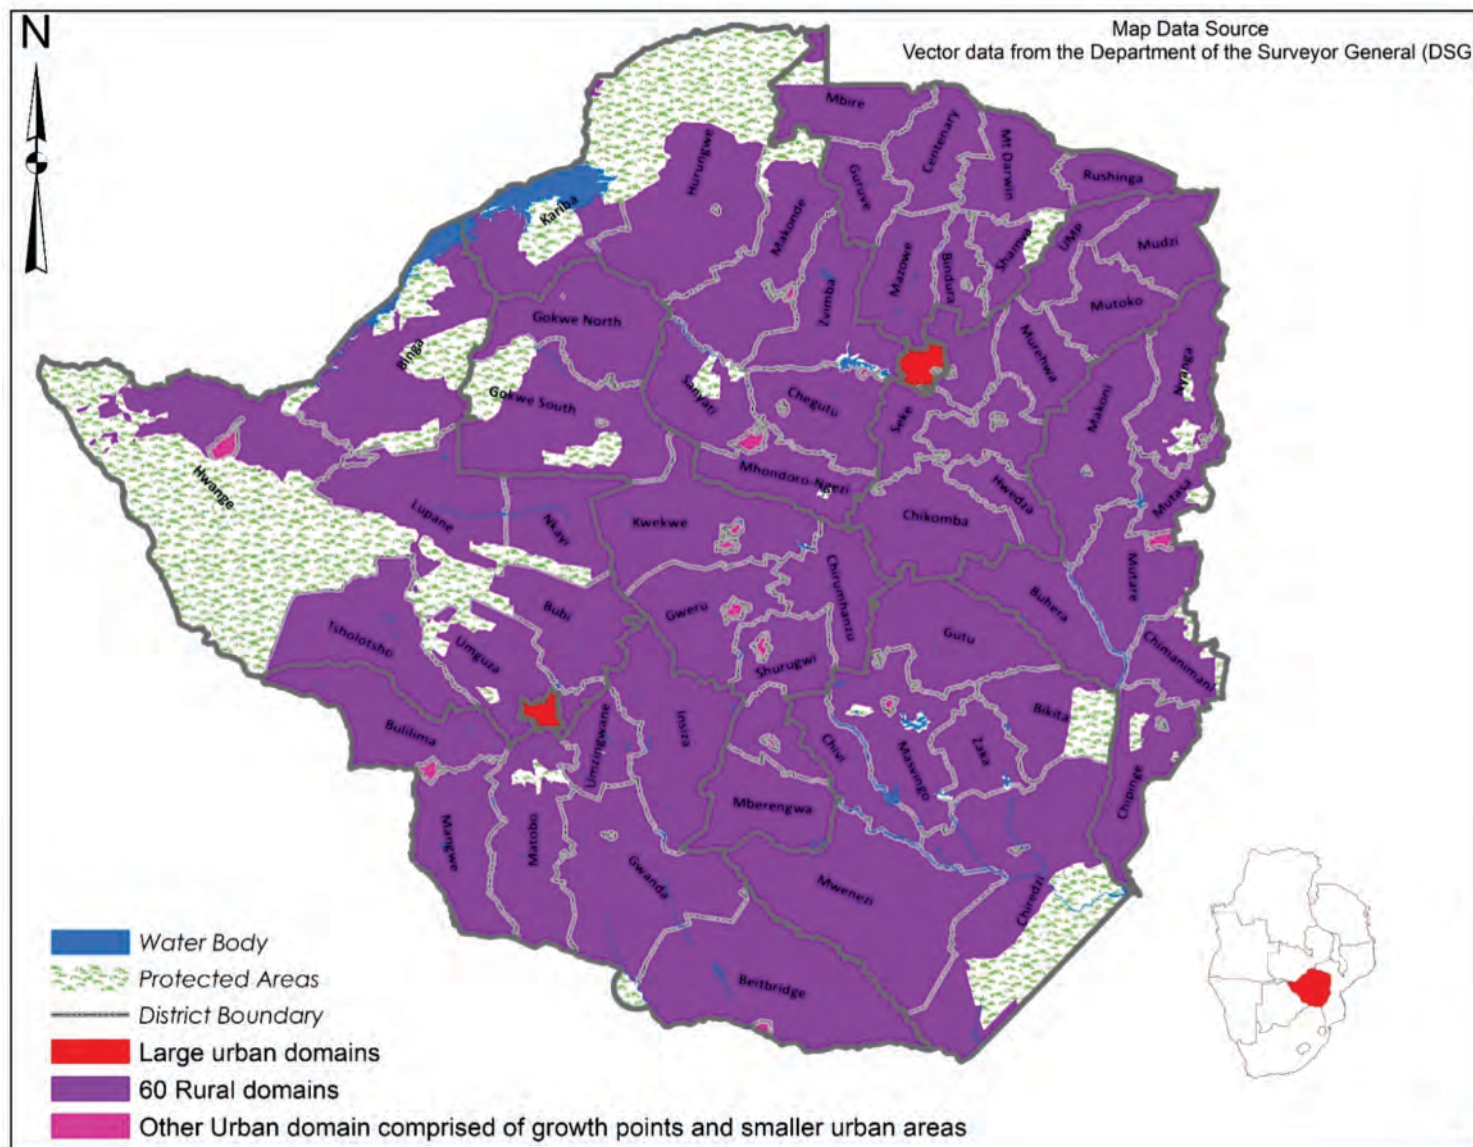 N
Map Data Source
Vector data from the Department of the Surveyor General (DSG
Mbire
Centenary
Mt Darwin
Rushinga
Hurungwe
Guruve
Kariba
Makonde
Shamva
UMP
Mudzi
Mazowe
Bindura
Zvimba
Mutoko
Gokwe North
Murehwa
Binga
Nyanga
Gokwe South
Sanyati
Chegutu
Seke
Makoni
Hwange
Mhondoro-Ngezi
Hwedza
Mutasa
Lupane
Nkayi
Kwekwe
Chikomba
Mutare
Chirumhanzu
Bubi
Gweru
Buhera
Tsholotsho
Umguza
Gutu
Shurugwi
Chimanimani
Bulilima
Umzingwane
Insiza
Chivi
Masvingo
Zaka
Bikita
Chipinge
Mangwe
Matobo
Mberengwa
Gwanda
Mwenezi
Chiredzi
Beitbridge
Water Body
Protected Areas
District Boundary
Large urban domains
60 Rural domains
Other Urban domain comprised of growth points and smaller urban areas